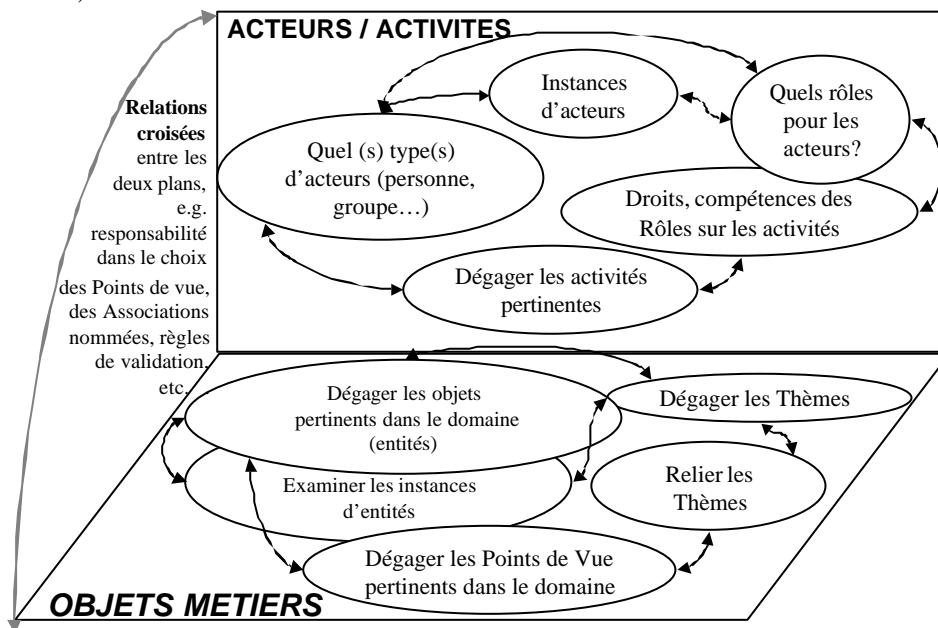 ACTEURS / ACTIVITES
Instances
d’acteurs
Quels rôles
pour les
acteurs?
Relations
croisées
entre les
deux plans,
e.g.
responsabilité
dans le choix
des Points de vue,
des Associations
nommées, règles
de validation,
etc.
Quel (s) type(s)
d’acteurs (personne,
groupe…)
Droits, compétences des
Rôles sur les activités
Dégager les activités
pertinentes
Dégager les objets
pertinents dans le domaine
(entités)
Dégager les Thèmes
Examiner les instances
d’entités
Relier les
Thèmes
Dégager les Points de Vue
pertinents dans le domaine
OBJETS METIERS